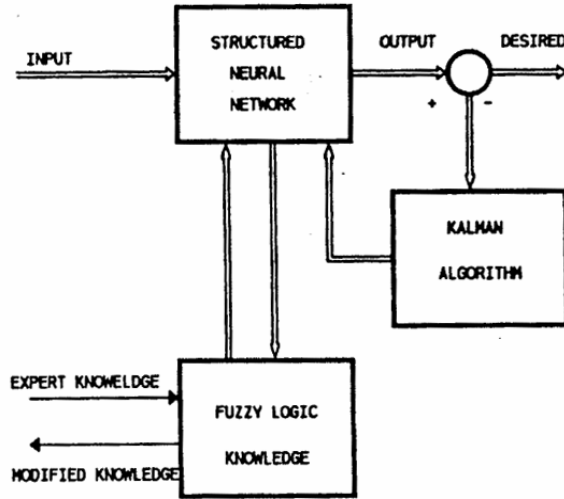 STRUCTURED
NEURAL
NETWORK
INPUT
OUTPUT
DESIRED
+
-
KALMAN
ALGORITHM
EXPERT KNOWELDGE
FUZZY LOGIC
KNOWLEDGE
MODIFIED KNOWLEDGE